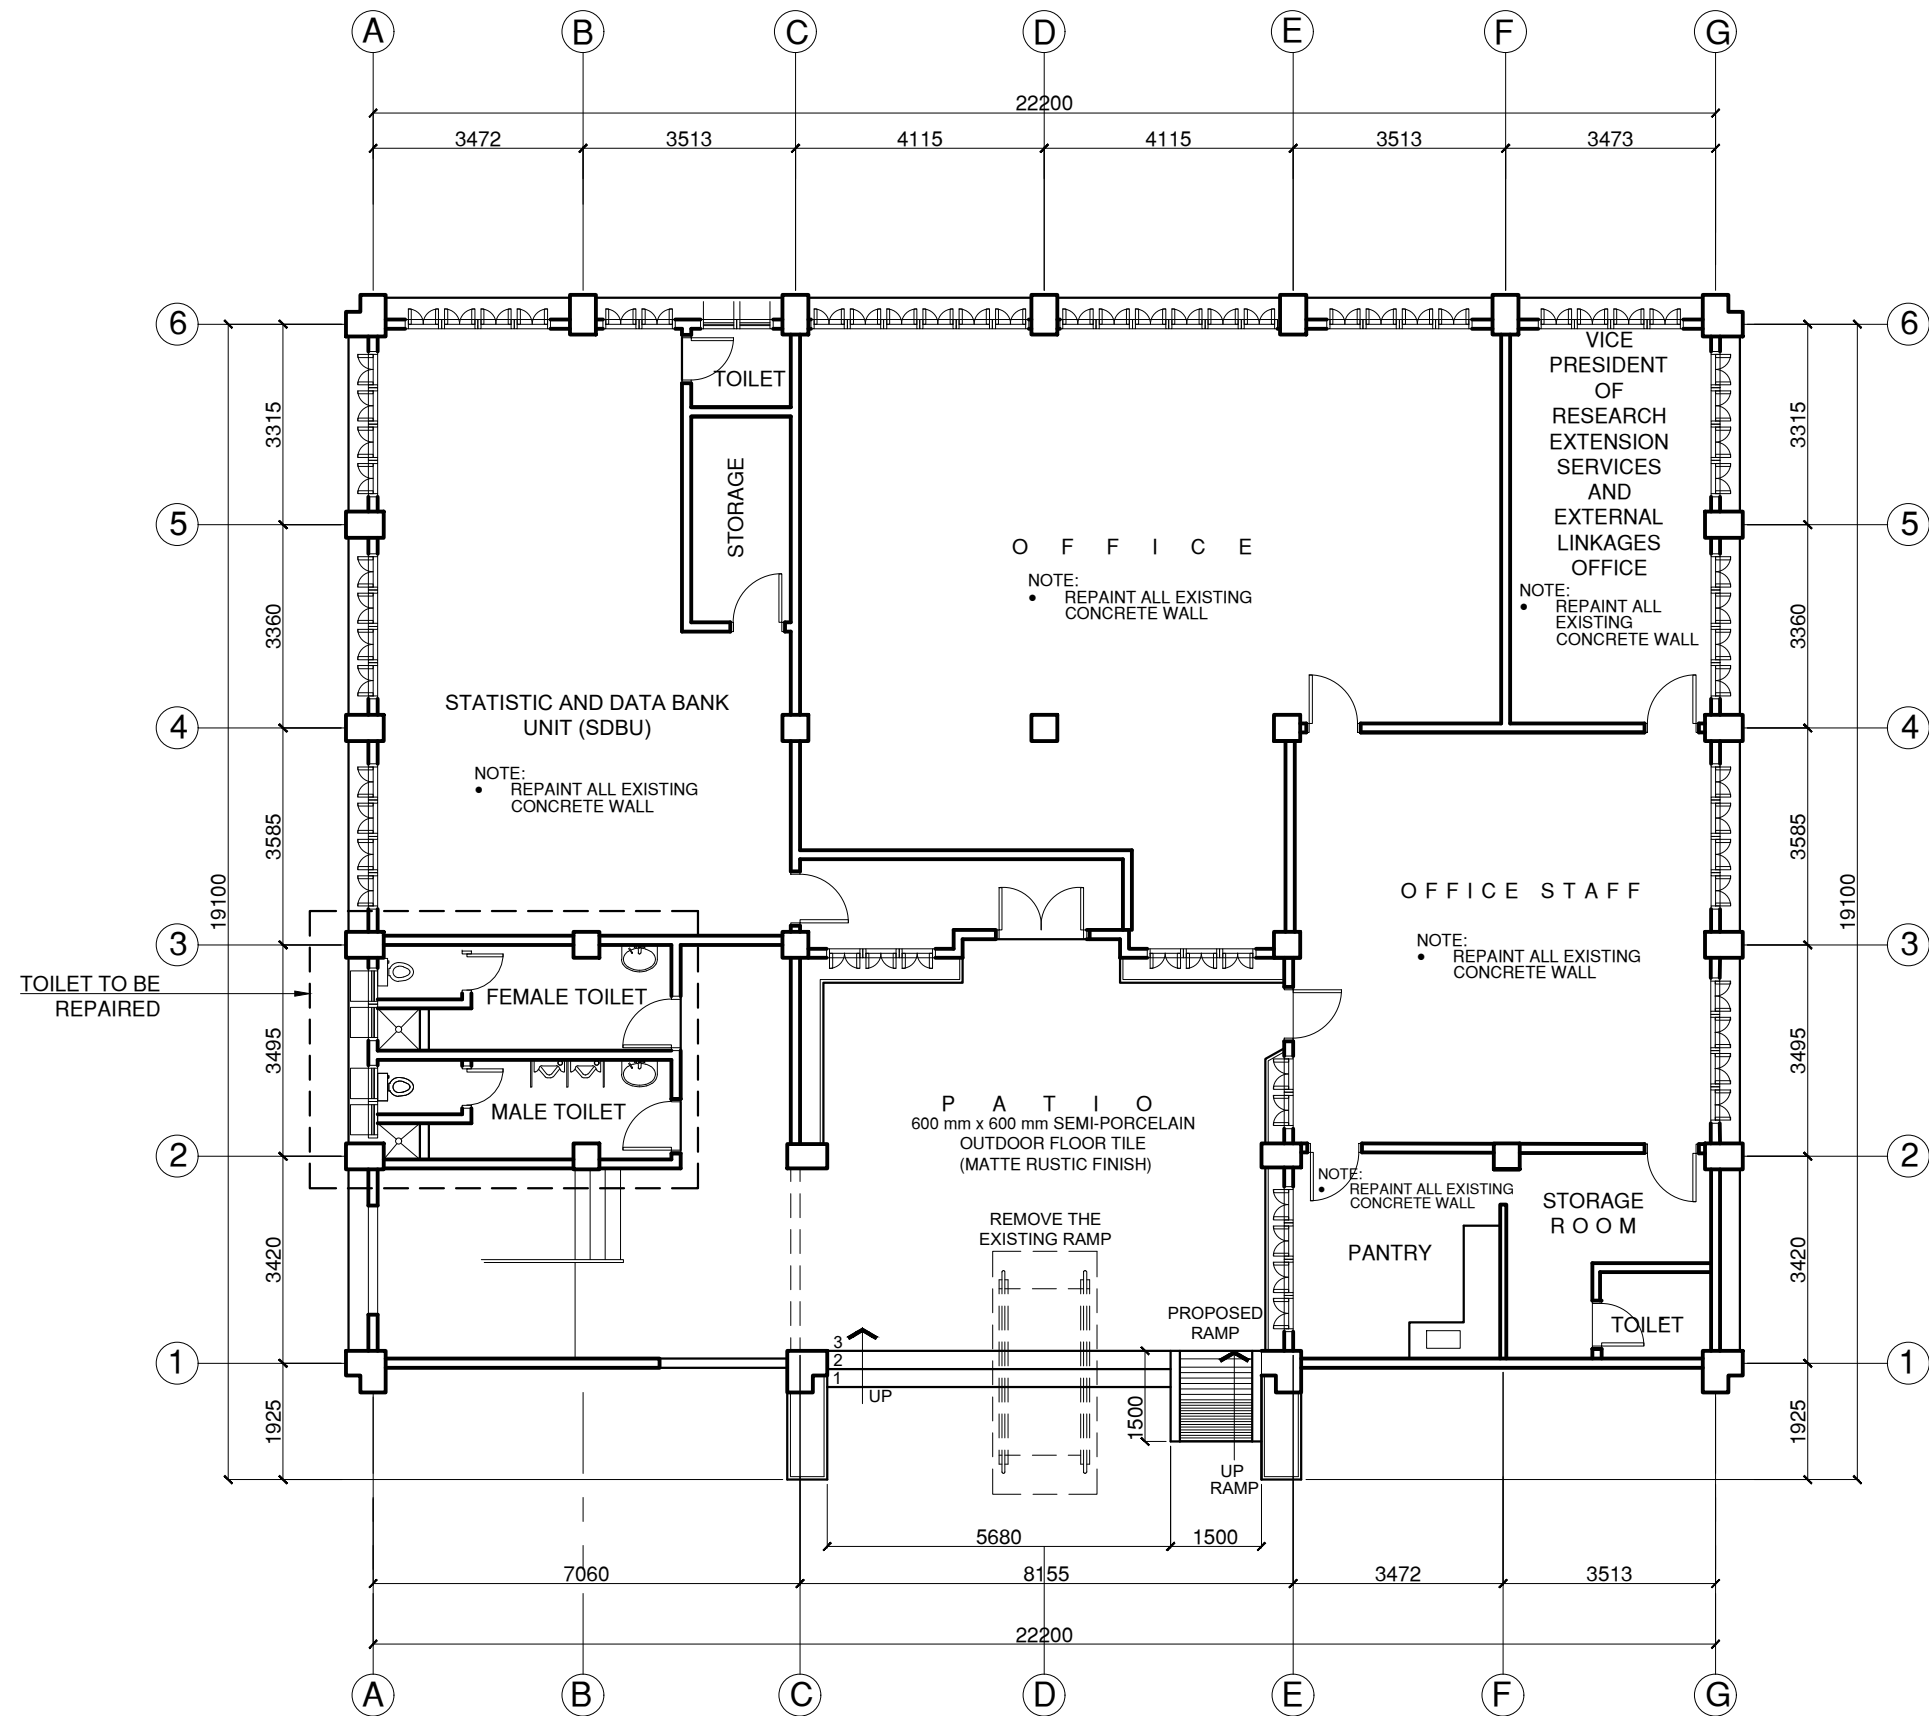 A B C D E F G
22200
3472 3513 4115 4115 3513 3473
6 6
VICE
PRESIDENT
OF
RESEARCH
EXTENSION
SERVICES
AND
EXTERNAL
LINKAGES
OFFICE
NOTE:
• REPAINT ALL
EXISTING
CONCRETE WALL
TOILET
STORAGE
3315 3315
5 5
O F F I C E
NOTE:
• REPAINT ALL EXISTING
CONCRETE WALL
3360 3360
STATISTIC AND DATA BANK
UNIT (SDBU)
NOTE:
• REPAINT ALL EXISTING
CONCRETE WALL
4 4
3585 3585
19100 19100
OFFICE STAFF
NOTE:
• REPAINT ALL EXISTING
CONCRETE WALL
3 3
TOILET TO BE
REPAIRED
FEMALE TOILET
3495 3495
MALE TOILET
P A T I O
600 mm x 600 mm SEMI-PORCELAIN
OUTDOOR FLOOR TILE
(MATTE RUSTIC FINISH)
2 2
NOTE:
• REPAINT ALL EXISTING
CONCRETE WALL
STORAGE
ROOM
REMOVE THE
EXISTING RAMP
PANTRY
3420 3420
PROPOSED
RAMP
TOILET
3
2
1
UP
1 1
1500
1925 1925
UP
RAMP
5680 1500
7060 8155 3472 3513
22200
A B C D E F G